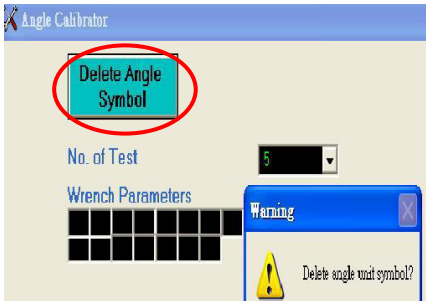 Angle Calibrator
Delete Angle
Symbol
No. of Test
5
Wrench Parameters
Warning
Delete angle unit symbol?